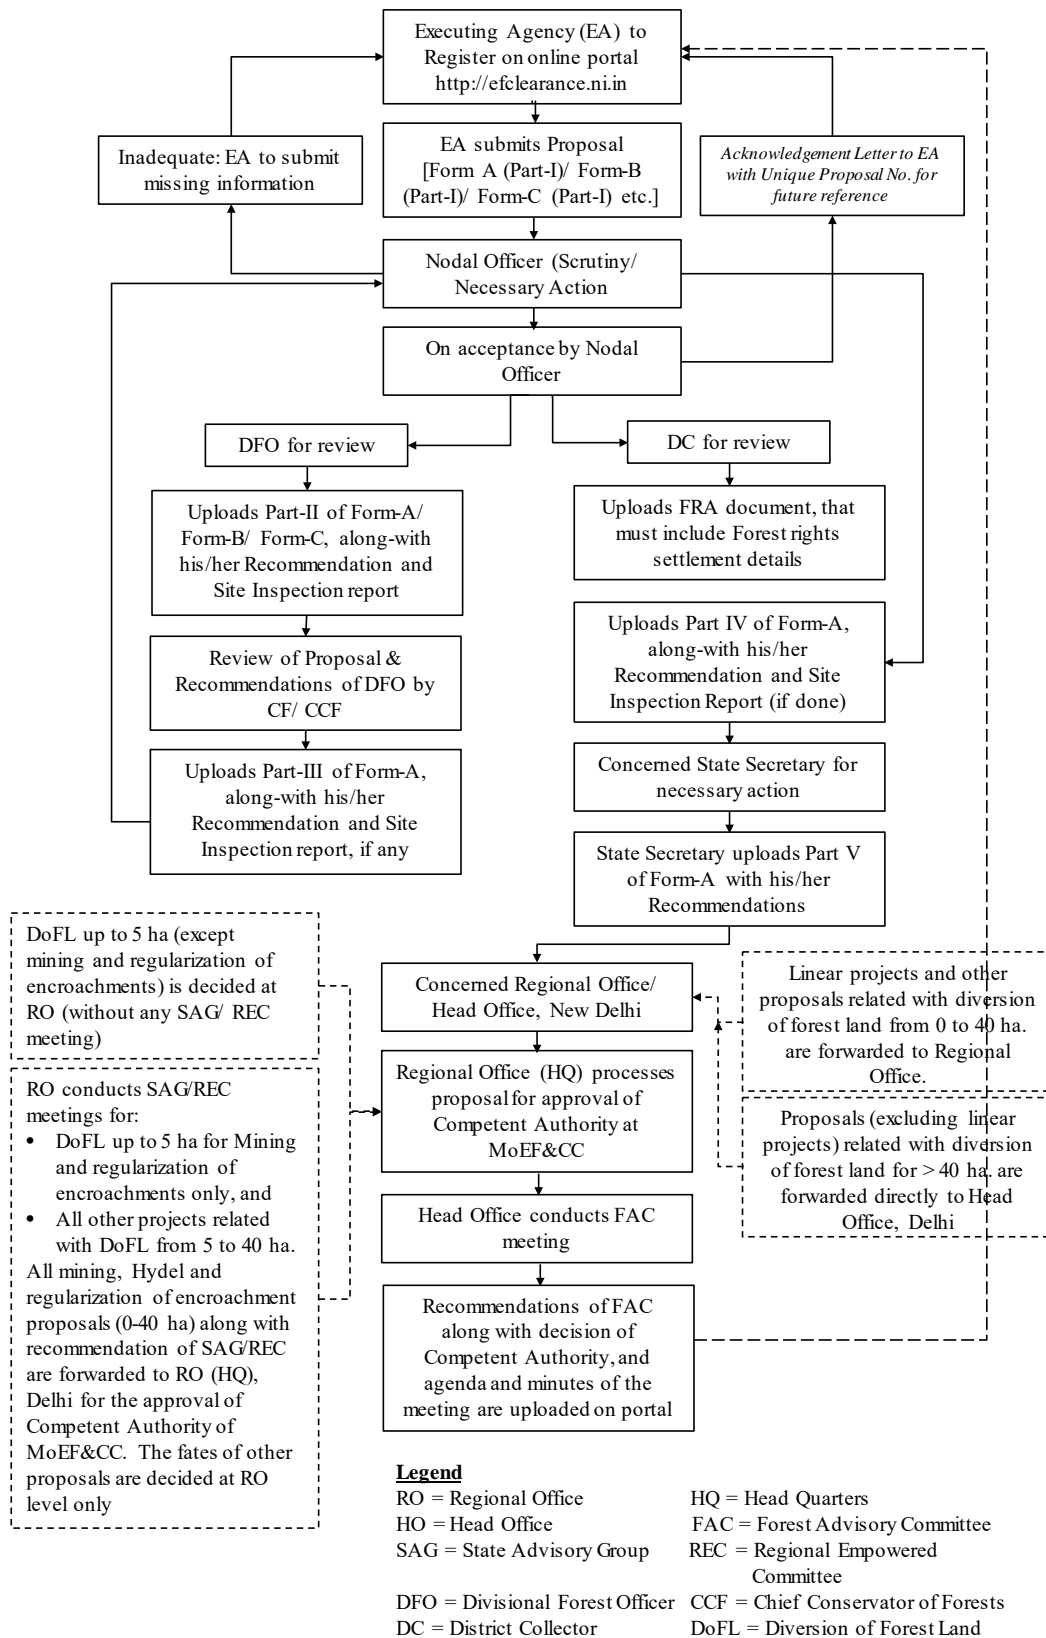 Executing Agency (EA) to
Register on online portal
http://efclearance.ni.in
Inadequate: EA to submit
missing information
EA submits Proposal
[Form A (Part-I)/ Form-B
(Part-I)/ Form-C (Part-I) etc.]
Acknowledgement Letter to EA
with Unique Proposal No. for
future reference
Nodal Officer (Scrutiny/
Necessary Action
On acceptance by Nodal
Officer
DFO for review
DC for review
Uploads Part-II of Form-A/
Form-B/ Form-C, along-with
his/her Recommendation and
Site Inspection report
Uploads FRA document, that
must include Forest rights
settlement details
Review of Proposal &
Recommendations of DFO by
CF/ CCF
Uploads Part IV of Form-A,
along-with his/her
Recommendation and Site
Inspection Report (if done)
Uploads Part-III of Form-A,
along-with his/her
Recommendation and Site
Inspection report, if any
Concerned State Secretary for
necessary action
State Secretary uploads Part V
of Form-A with his/her
Recommendations
DoFL up to 5 ha (except
mining and regularization of
encroachments) is decided at
RO (without any SAG/ REC
meeting)
Concerned Regional Office/
Head Office, New Delhi
Linear projects and other
proposals related with diversion
of forest land from 0 to 40 ha.
are forwarded to Regional
Office.
RO conducts SAG/REC
meetings for:
• DoFL up to 5 ha for Mining
and regularization of
encroachments only, and
• All other projects related
with DoFL from 5 to 40 ha.
All mining, Hydel and
regularization of encroachment
proposals (0-40 ha) along with
recommendation of SAG/REC
are forwarded to RO (HQ),
Delhi for the approval of
Competent Authority of
MoEF&CC. The fates of other
proposals are decided at RO
level only
Regional Office (HQ) processes
proposal for approval of
Competent Authority at
MoEF&CC
Proposals (excluding linear
projects) related with diversion
of forest land for > 40 ha. are
forwarded directly to Head
Office, Delhi
Head Office conducts FAC
meeting
Recommendations of FAC
along with decision of
Competent Authority, and
agenda and minutes of the
meeting are uploaded on portal
Legend
RO = Regional Office HQ = Head Quarters
HO = Head Office FAC = Forest Advisory Committee
SAG = State Advisory Group REC = Regional Empowered
Committee
DFO = Divisional Forest Officer CCF = Chief Conservator of Forests
DC = District Collector DoFL = Diversion of Forest Land